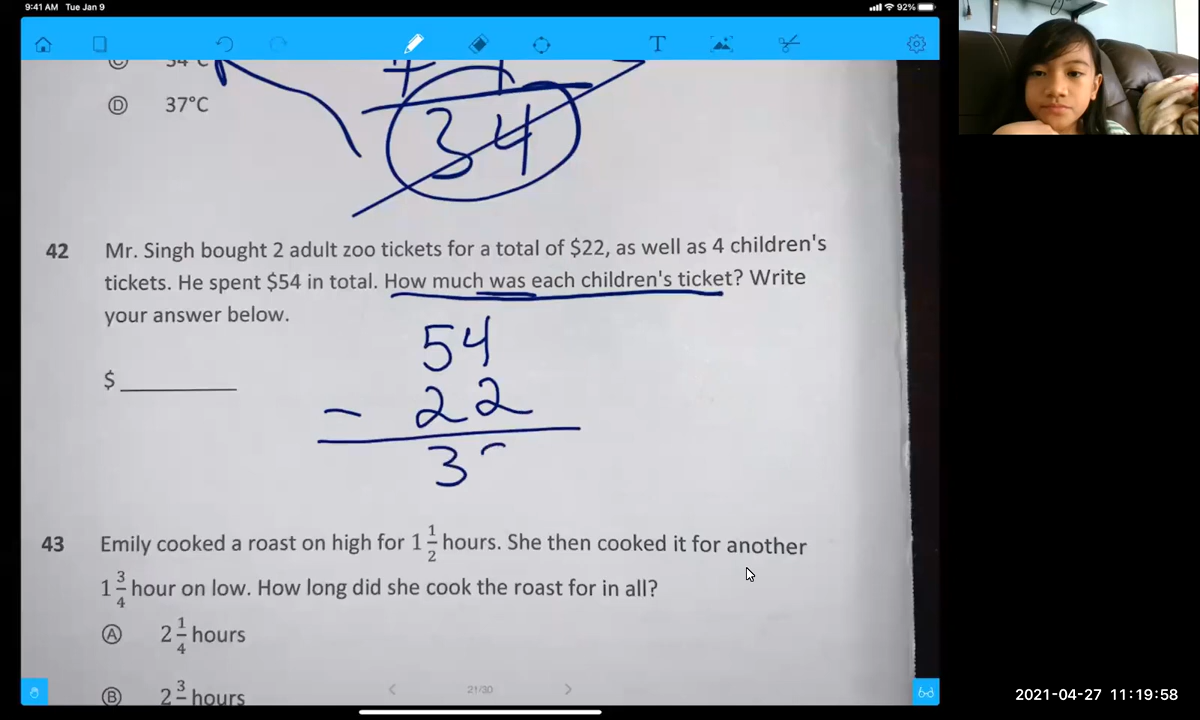 9:41 AM Tue Jan 9
92%
T
34°C
D 37°C
34
42 Mr. Singh bought 2 adult zoo tickets for a total of $22, as well as 4 children's
tickets. He spent $54 in total. How much was each children's ticket? Write
your answer below.
$
54
- 22
3
43 Emily cooked a roast on high for 1 1/2 hours. She then cooked it for another
1 3/4 hour on low. How long did she cook the roast for in all?
A 2 1/4 hours
B 2 3/ hours
21/30
2021-04-27 11:19:58